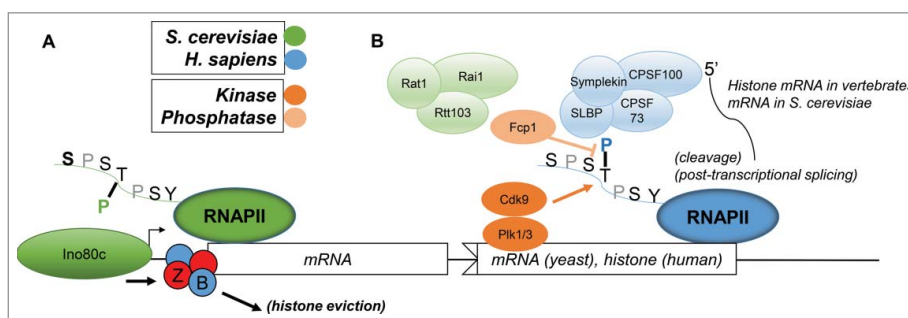 A
S. cerevisiae
H. sapiens
Kinase
Phosphatase
S P S T P S Y
P
RNAPII
Ino80c
Z
B
mRNA
(histone eviction)
B
Rat1
Rai1
Rtt103
Fcp1
Symplekin
CPSF100
SLBP
CPSF
73
5’
Histone mRNA in vertebrates
mRNA in S. cerevisiae
P
S P S T P S Y
(cleavage)
(post-transcriptional splicing)
Cdk9
Plk1/3
RNAPII
mRNA (yeast), histone (human)